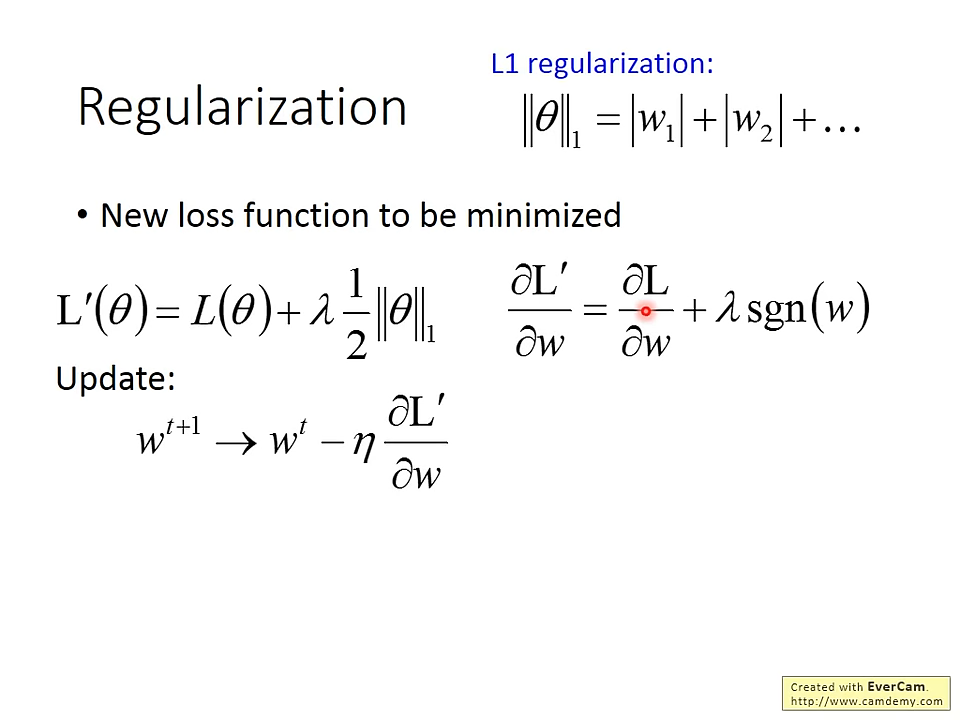 L1 regularization:
Regularization
‖θ‖₁ = |w₁| + |w₂| + …
• New loss function to be minimized
L′(θ) = L(θ) + λ 1/2 ‖θ‖₁
∂L′/∂w = ∂L/∂w + λ sgn(w)
Update:
wᵗ⁺¹ → wᵗ − η ∂L′/∂w
Created with EverCam.
http://www.camdemy.com